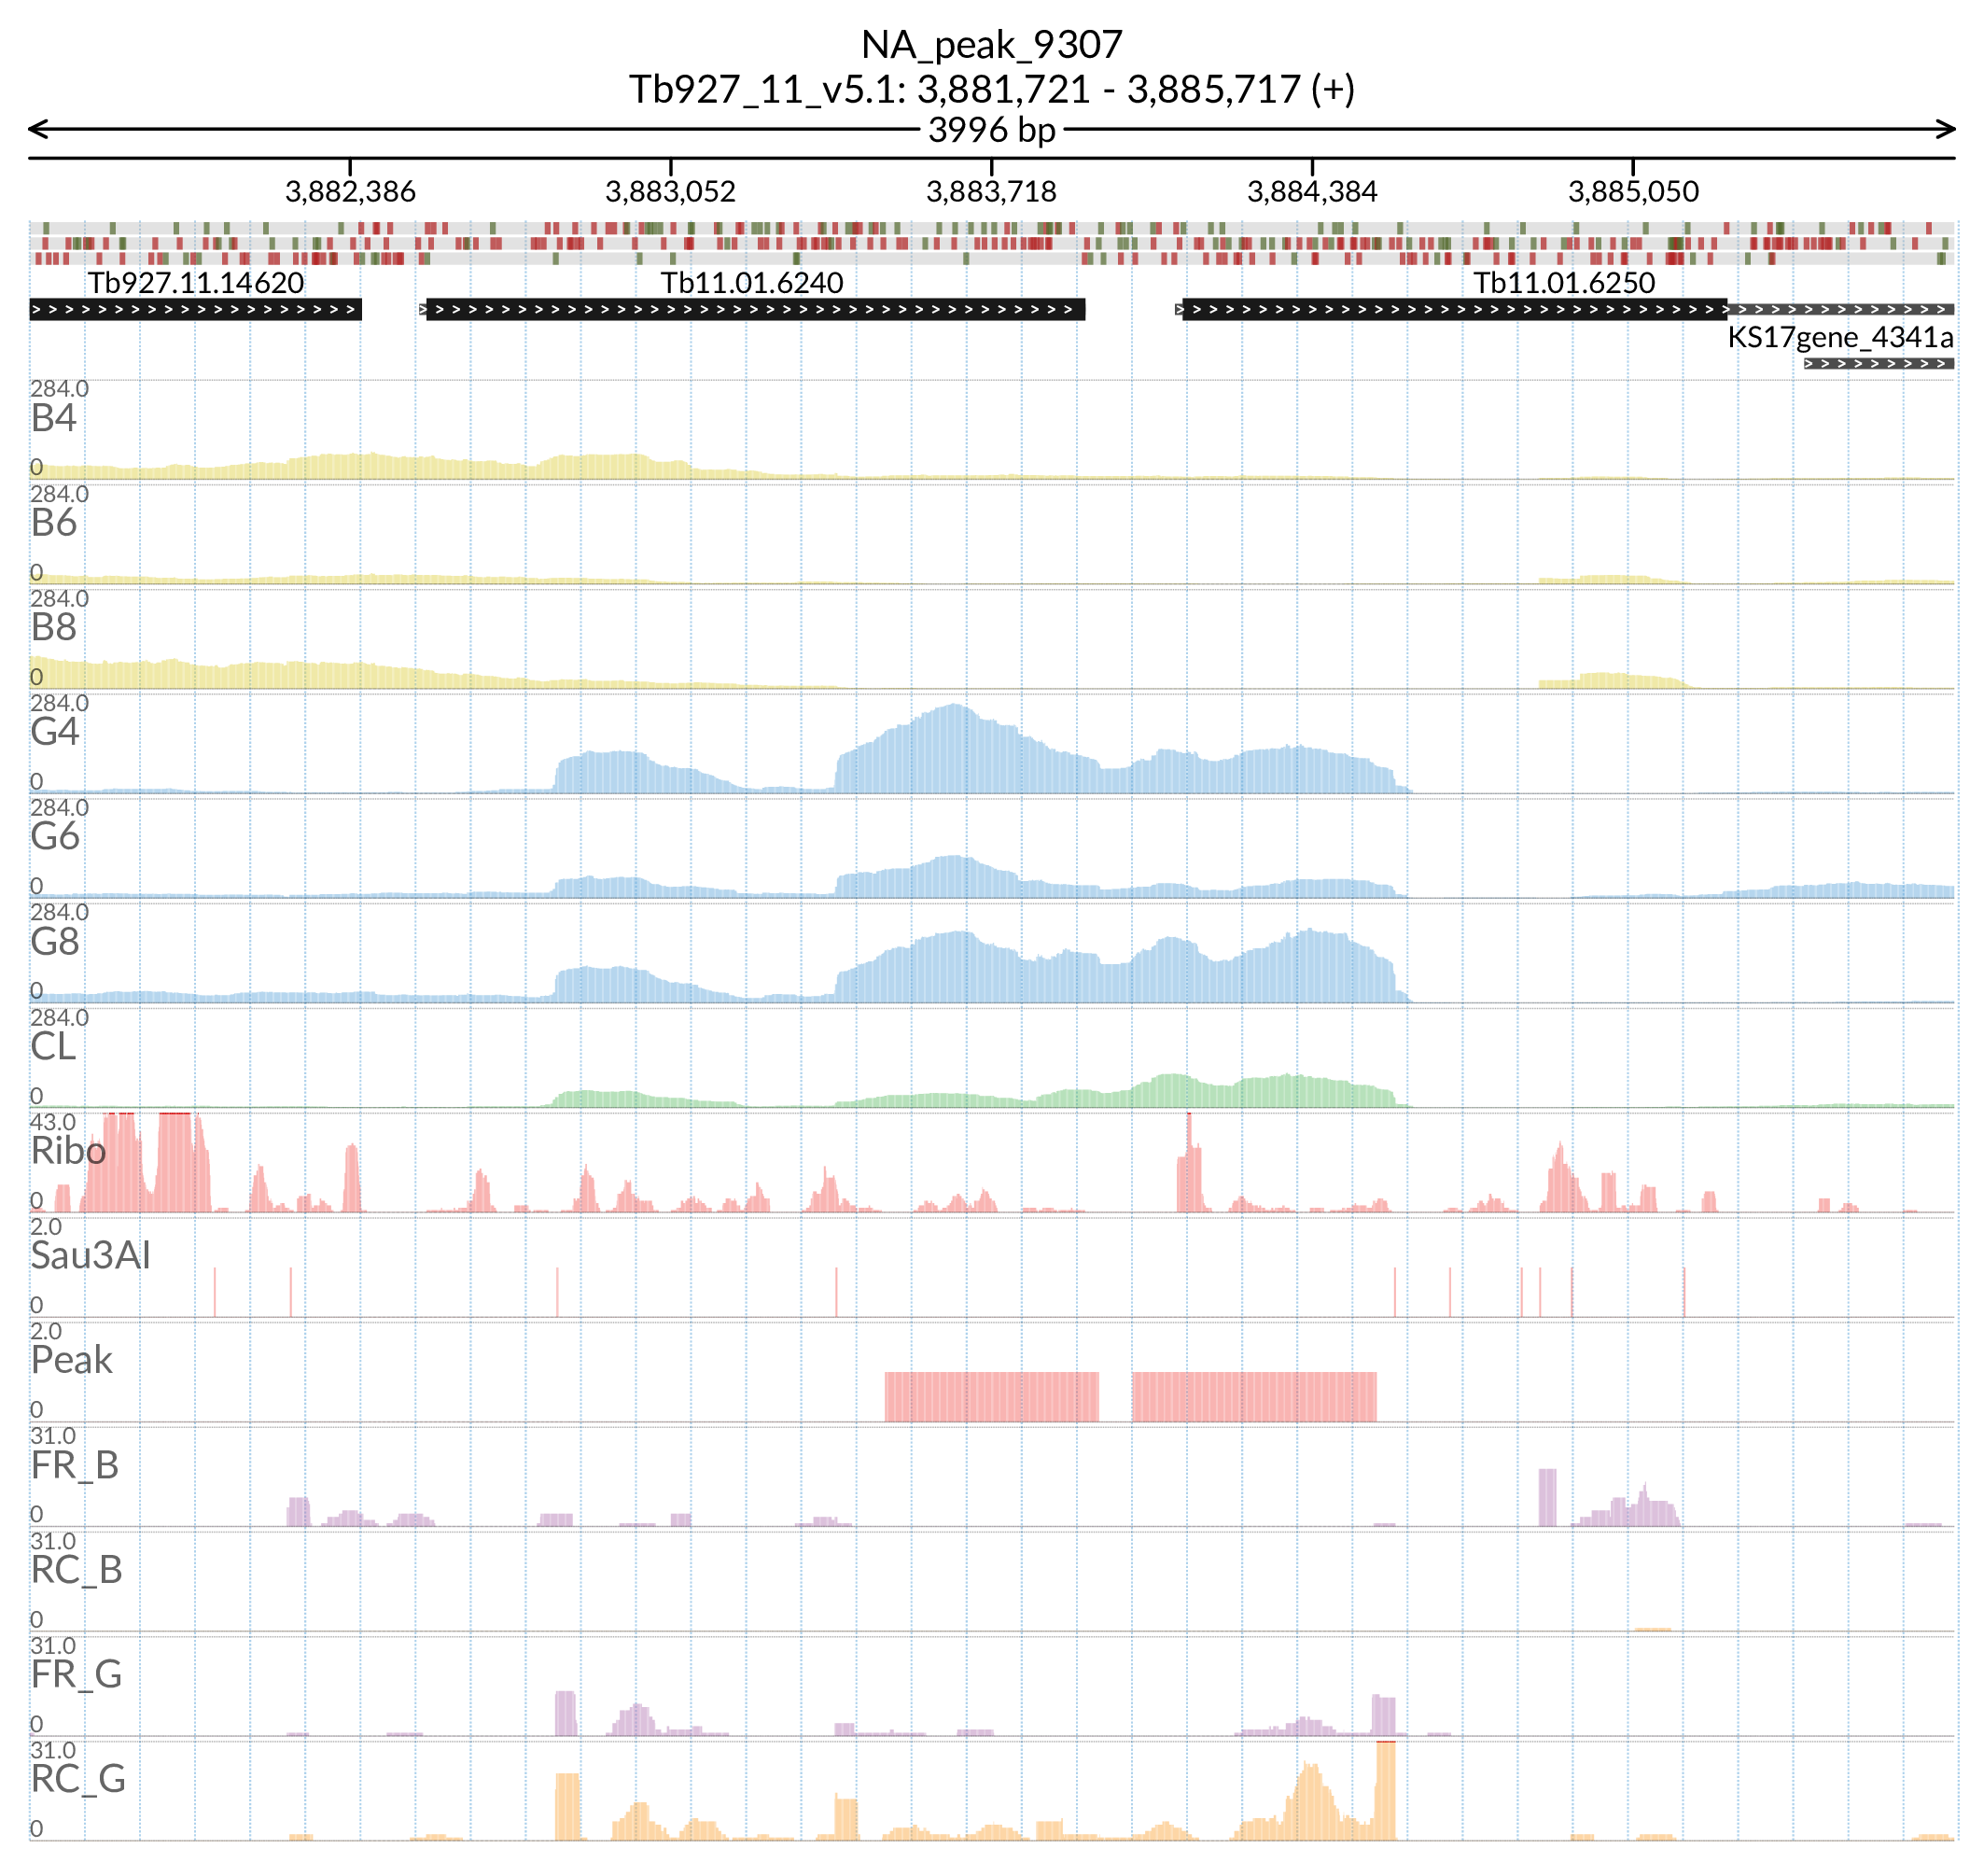 NA_peak_9307
Tb927_11_v5.1: 3,881,721 - 3,885,717 (+)
3996 bp
3,882,386 3,883,052 3,883,718 3,884,384 3,885,050
Tb927.11.14620 Tb11.01.6240 Tb11.01.6250
KS17gene_4341a
284.0
B4
0
284.0
B6
0
284.0
B8
0
284.0
G4
0
284.0
G6
0
284.0
G8
0
284.0
CL
0
43.0
Ribo
0
2.0
Sau3AI
0
2.0
Peak
0
31.0
FR_B
0
31.0
RC_B
0
31.0
FR_G
0
31.0
RC_G
0